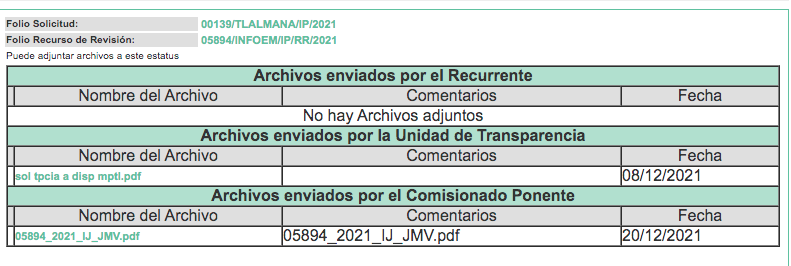 Folio Solicitud: 00139/TLALMANA/IP/2021
Folio Recurso de Revisión: 05894/INFOEM/IP/RR/2021
Puede adjuntar archivos a este estatus
Archivos enviados por el Recurrente
Nombre del Archivo Comentarios Fecha
No hay Archivos adjuntos
Archivos enviados por la Unidad de Transparencia
Nombre del Archivo Comentarios Fecha
sol tpcia a disp mptl.pdf 08/12/2021
Archivos enviados por el Comisionado Ponente
Nombre del Archivo Comentarios Fecha
05894_2021_IJ_JMV.pdf 05894_2021_IJ_JMV.pdf 20/12/2021